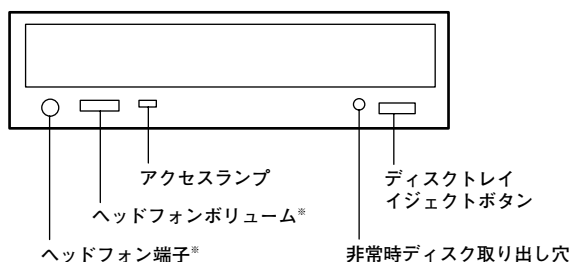 アクセスランプ
ディスクトレイ
イジェクトボタン
ヘッドフォンボリューム※
ヘッドフォン端子※
非常時ディスク取り出し穴